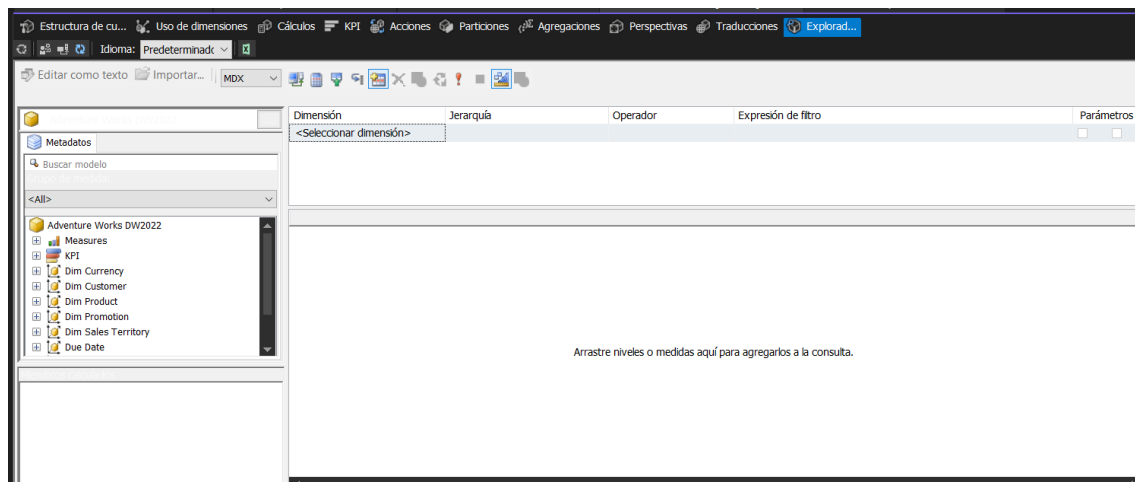 Estructura de cu... Uso de dimensiones Cálculos KPI Acciones Particiones Agregaciones Perspectivas Traducciones Explorad...
Idioma: Predeterminadc
Editar como texto Importar... MDX
Dimensión Jerarquía Operador Expresión de filtro Parámetros
<Seleccionar dimensión>
Metadatos
Buscar modelo
<All>
Adventure Works DW2022
Measures
KPI
Dim Currency
Dim Customer
Dim Product
Dim Promotion
Dim Sales Territory
Due Date
Arrastre niveles o medidas aquí para agregarlos a la consulta.